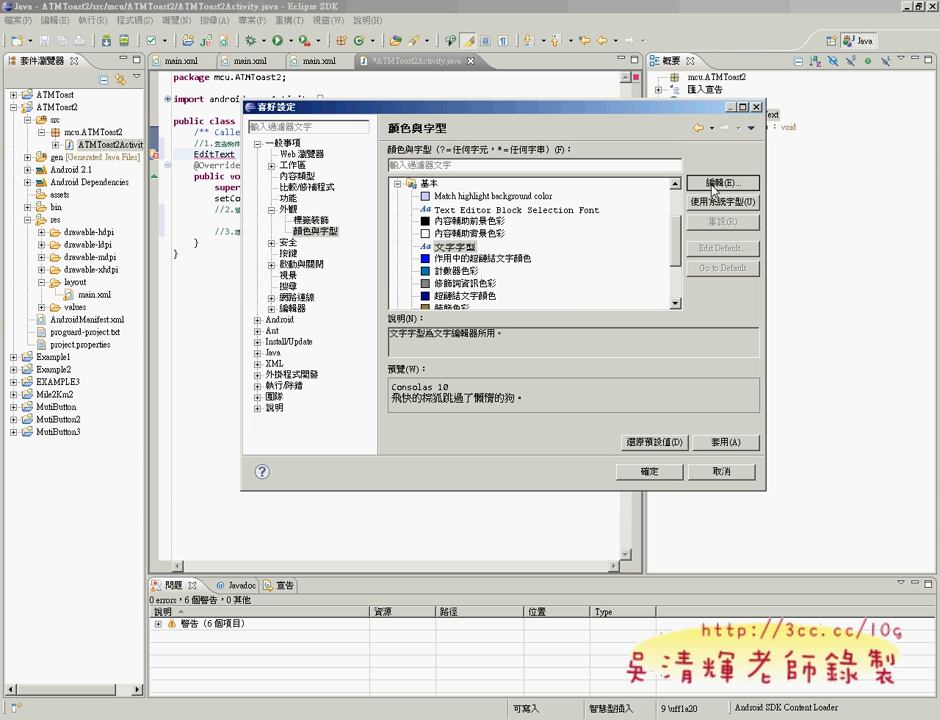 Java - ATMToast2/src/mcu/ATMToast2/ATMToast2Activity.java - Eclipse SDK
檔案(F) 編輯(E) 執行(R) 程式碼(S) 導覽(N) 搜尋(A) 專案(P) 重構(T) 視窗(W) 說明(H)
Java
套件瀏覽器
main.xml
main.xml
main.xml
*ATMToast2Activity.java
概要
ATMToast
ATMToast2
src
mcu.ATMToast2
ATMToast2Activit
gen [Generated Java Files]
Android 2.1
Android Dependencies
assets
bin
res
drawable-hdpi
drawable-ldpi
drawable-mdpi
drawable-xhdpi
layout
main.xml
values
AndroidManifest.xml
proguard-project.txt
project.properties
Example1
Example2
EXAMPLE3
Mile2Km2
MutiButton
MutiButton2
MutiButton3
package mcu.ATMToast2;
import android
public class
/** Calle
//1.查告物件
EditText
@Override
public vo
super
setCo
//2.
//3.
}
}
mcu.ATMToast2
匯入宣告
ext
: void
喜好設定
輸入過濾器文字
一般事項
Web 瀏覽器
工作區
內容類型
比較/修補程式
功能
外觀
標籤裝飾
顏色與字型
安全
按鍵
啟動與關閉
視景
搜尋
網路連線
編輯器
Android
Ant
Install/Update
Java
XML
外掛程式開發
執行/除錯
團隊
說明
顏色與字型
顏色與字型(? = 任何字元,* = 任何字串) (F):
輸入過濾器文字
基本
Match highlight background color
Text Editor Block Selection Font
內容輔助前景色彩
內容輔助背景色彩
文字字型
作用中的超鏈結文字顏色
計數器色彩
修飾詞資訊色彩
超鏈結文字顏色
裝飾色彩
編輯(E)...
使用系統字型(U)
重設(R)
Edit Default...
Go to Default
說明(N):
文字字型為文字編輯器所用。
預覽(W):
Consolas 10
飛快的棕狐跳過了懶惰的狗。
還原預設值(D)
套用(A)
確定
取消
問題
Javadoc
宣告
0 errors,6 個警告,0 其他
說明
資源
路徑
位置
Type
警告 (6 個項目)
http://3cc.cc/10g
吳清輝老師錄製
可寫入
智慧型插入
9 \uff1a20
Android SDK Content Loader